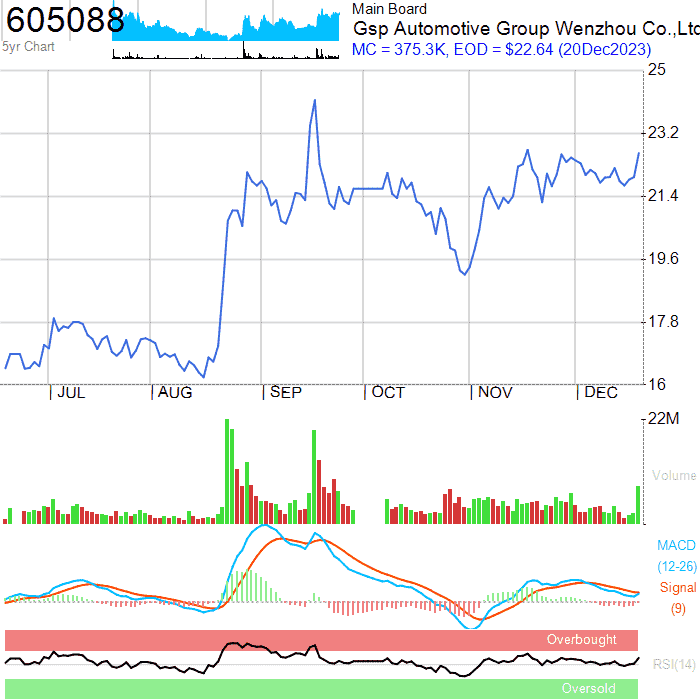 605088
5yr Chart
Main Board
Gsp Automotive Group Wenzhou Co.,Ltd
MC = 375.3K, EOD = $22.64 (20Dec2023)
25
23.2
21.4
19.6
17.8
16
JUL
AUG
SEP
OCT
NOV
DEC
22M
Volume
MACD
(12-26)
Signal
(9)
Overbought
RSI(14)
Oversold